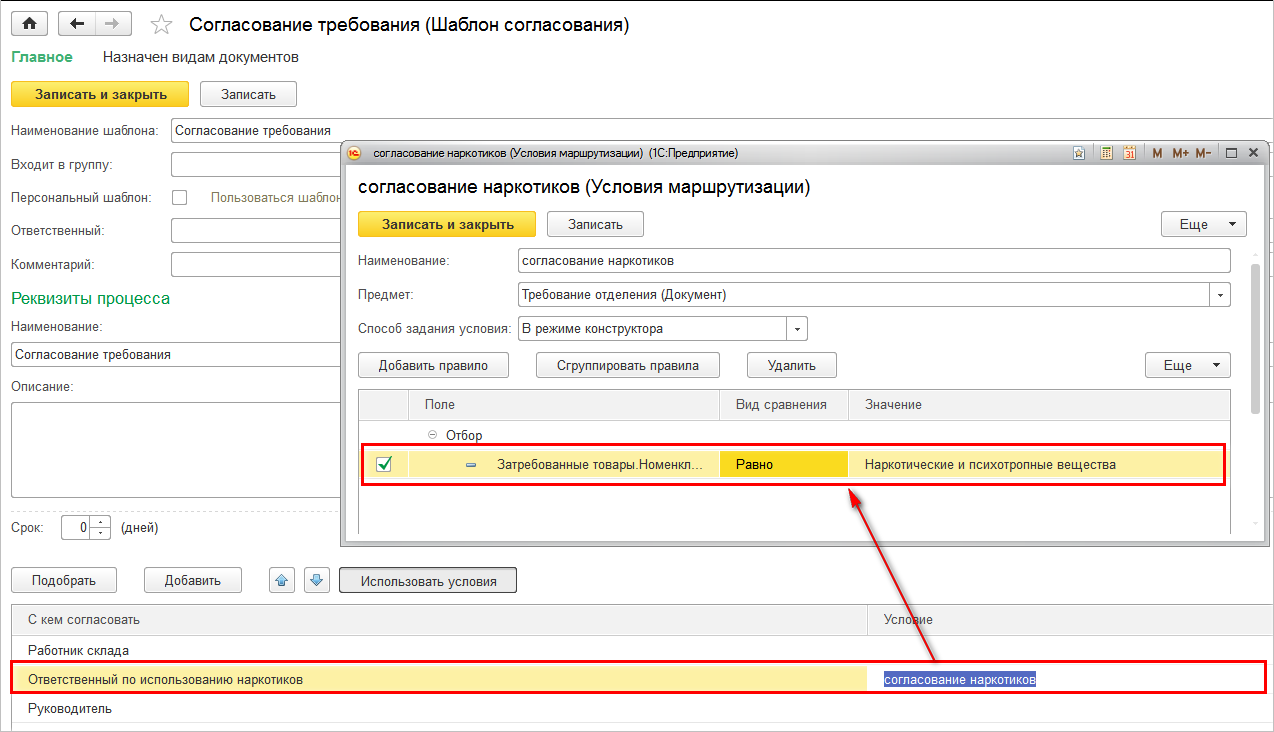 Согласование требования (Шаблон согласования)
Главное Назначен видам документов
Записать и закрыть Записать
Наименование шаблона: Согласование требования
Входит в группу:
Персональный шаблон: Пользоваться шаблон
Ответственный:
Комментарий:
Реквизиты процесса
Наименование:
Согласование требования
Описание:
Срок: 0 (дней)
согласование наркотиков (Условия маршрутизации) (1С:Предприятие)
31 M M+ M-
согласование наркотиков (Условия маршрутизации)
Записать и закрыть Записать Еще
Наименование: согласование наркотиков
Предмет: Требование отделения (Документ)
Способ задания условия: В режиме конструктора
Добавить правило Сгруппировать правила Удалить Еще
Поле Вид сравнения Значение
Отбор
Затребованные товары.Номенкл... Равно Наркотические и психотропные вещества
Подобрать Добавить Использовать условия
С кем согласовать Условие
Работник склада
Ответственный по использованию наркотиков согласование наркотиков
Руководитель